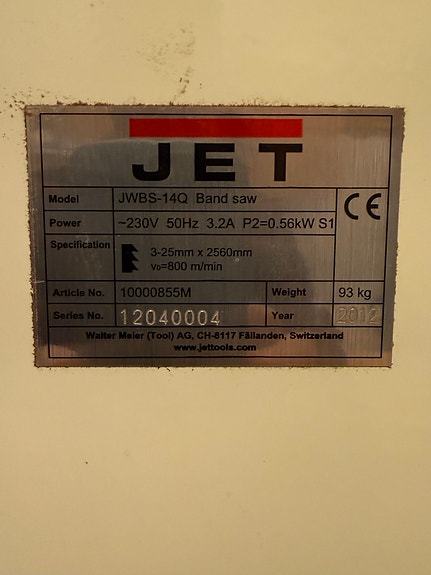 JET
Model JWBS-14Q Band saw
Power ~230V 50Hz 3.2A P2=0.56kW S1
CE
Specification 3-25mm x 2560mm
v₀=800 m/min
Article No. 10000855M Weight 93 kg
Series No. 12040004 Year 2012
Walter Meier (Tool) AG, CH-8117 Fällanden, Switzerland
www.jettools.com